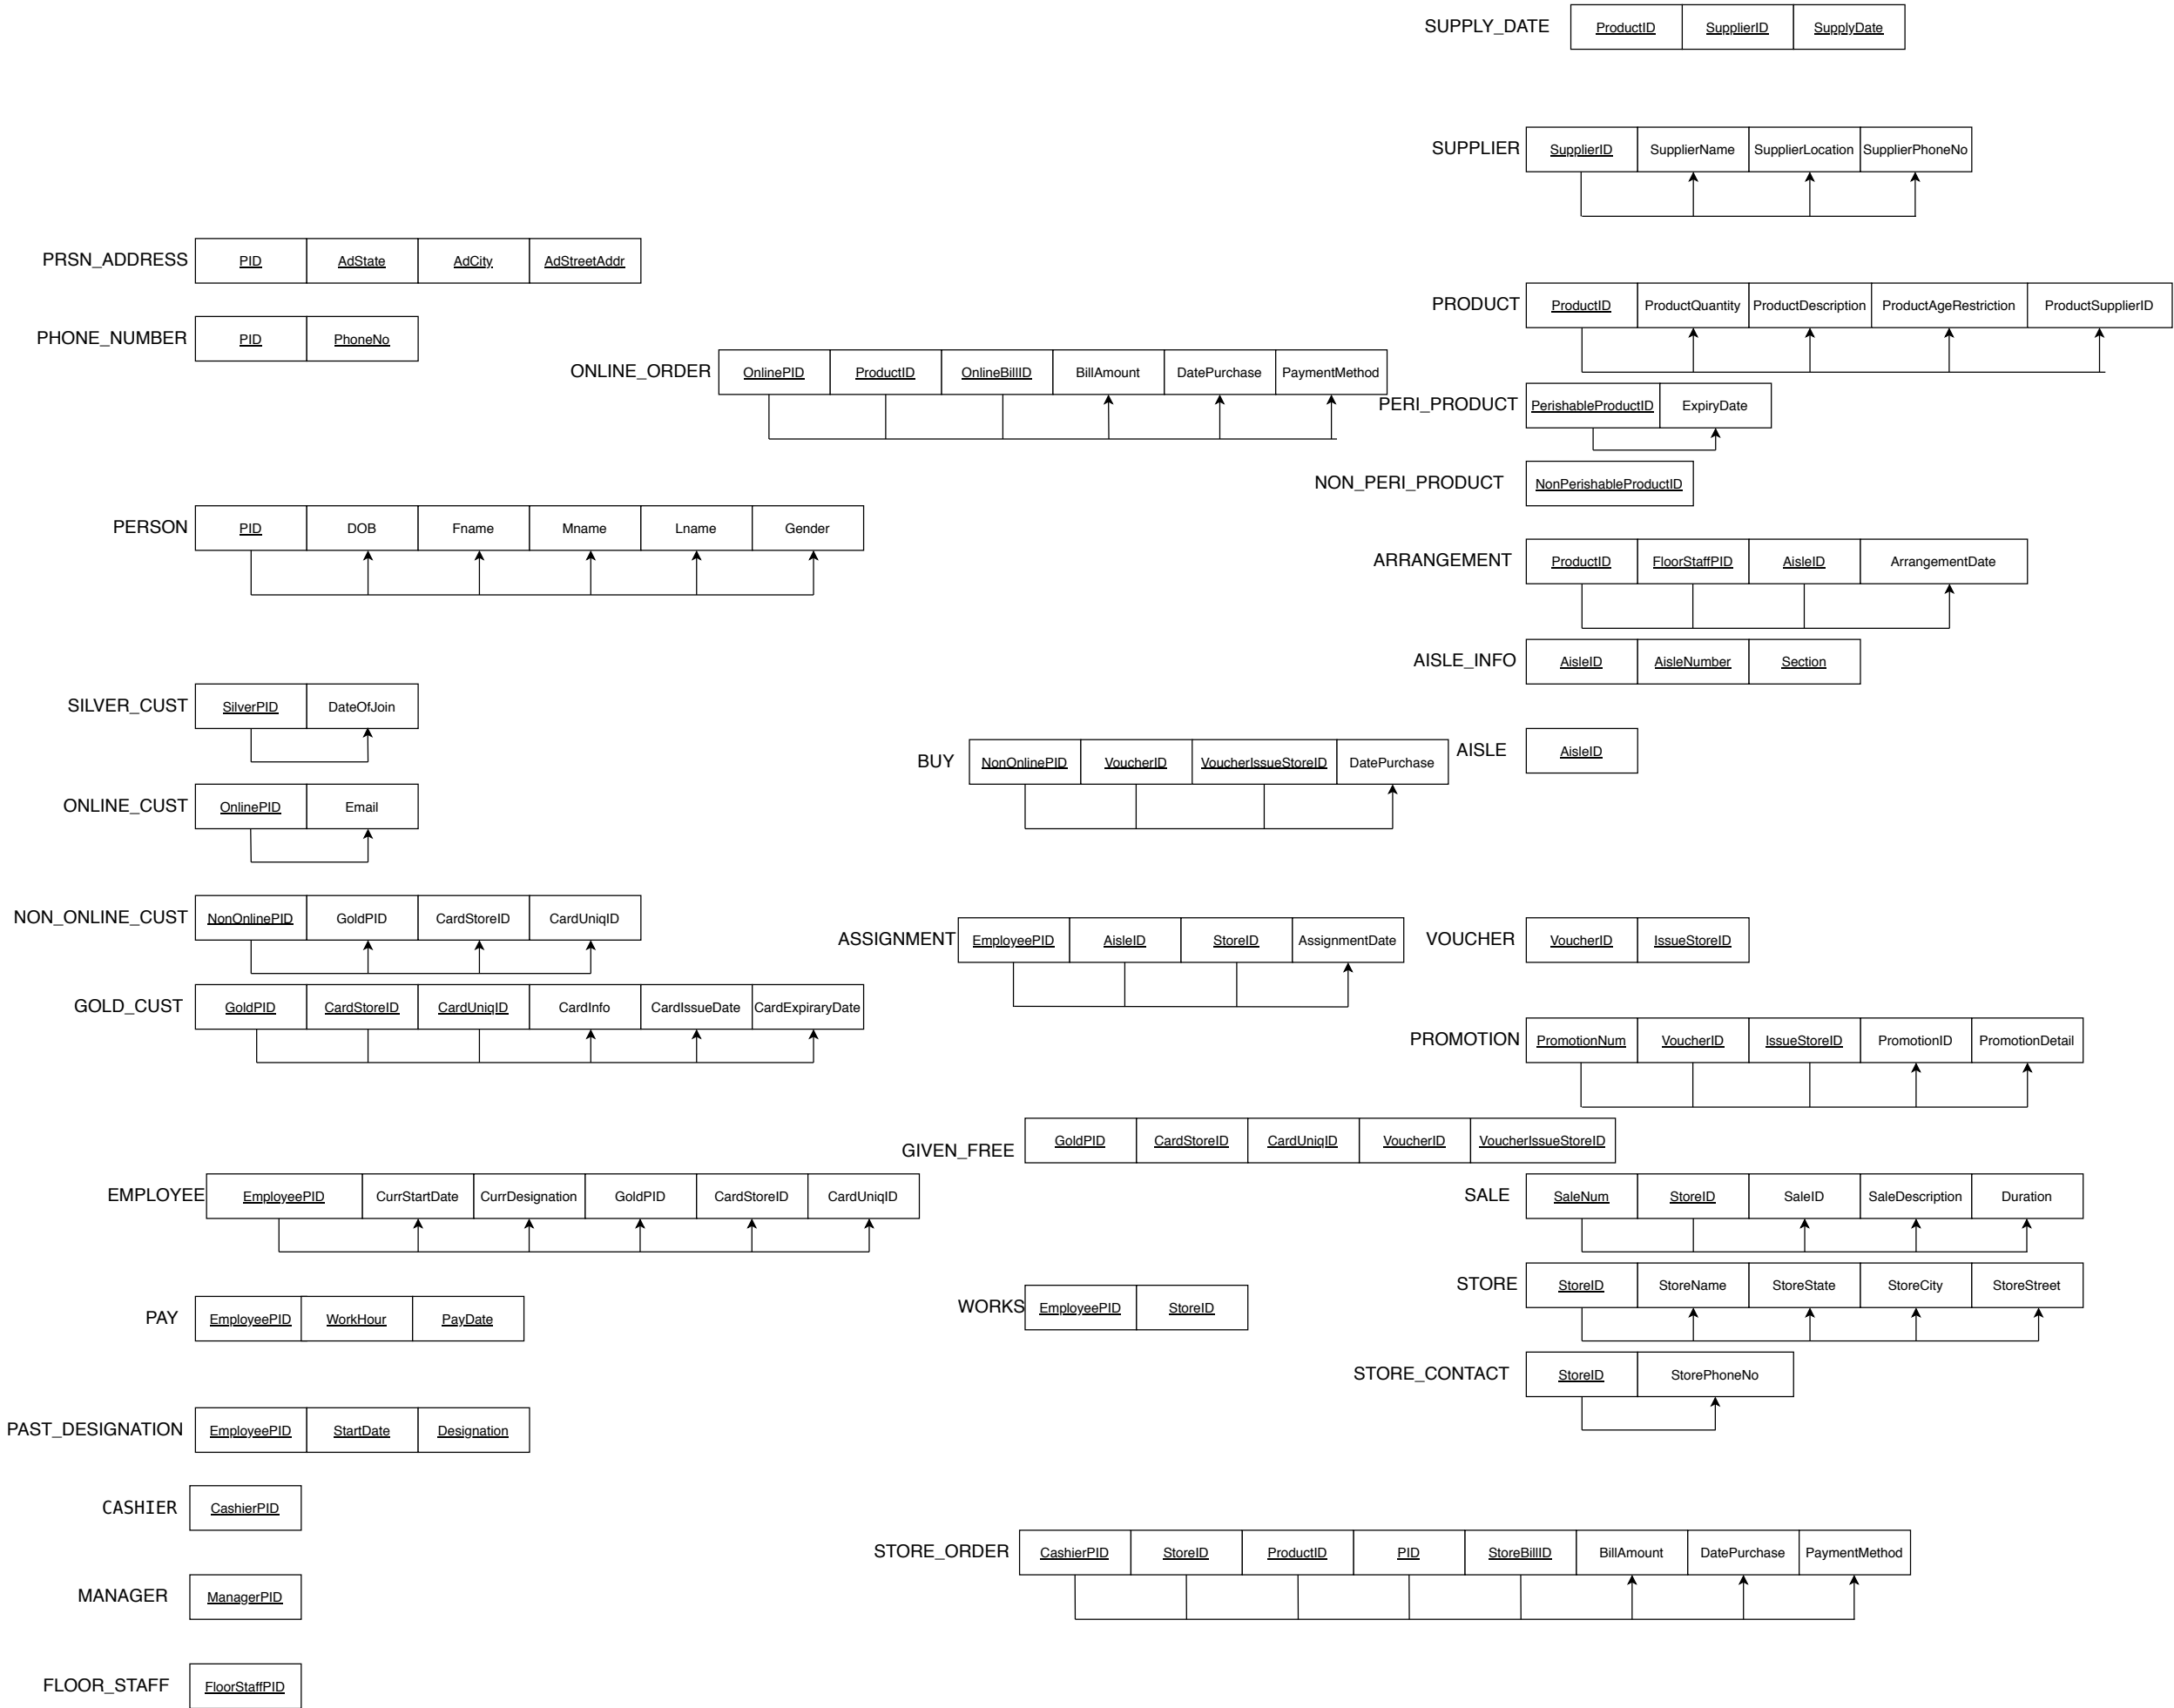 SUPPLY_DATE ProductID SupplierID SupplyDate
SUPPLIER SupplierID SupplierName SupplierLocation SupplierPhoneNo
PRSN_ADDRESS PID AdState AdCity AdStreetAddr
PRODUCT ProductID ProductQuantity ProductDescription ProductAgeRestriction ProductSupplierID
PHONE_NUMBER PID PhoneNo
ONLINE_ORDER OnlinePID ProductID OnlineBillID BillAmount DatePurchase PaymentMethod
PERI_PRODUCT PerishableProductID ExpiryDate
NON_PERI_PRODUCT NonPerishableProductID
PERSON PID DOB Fname Mname Lname Gender
ARRANGEMENT ProductID FloorStaffPID AisleID ArrangementDate
AISLE_INFO AisleID AisleNumber Section
SILVER_CUST SilverPID DateOfJoin
BUY NonOnlinePID VoucherID VoucherIssueStoreID DatePurchase
AISLE AisleID
ONLINE_CUST OnlinePID Email
NON_ONLINE_CUST NonOnlinePID GoldPID CardStoreID CardUniqID
ASSIGNMENT EmployeePID AisleID StoreID AssignmentDate
VOUCHER VoucherID IssueStoreID
GOLD_CUST GoldPID CardStoreID CardUniqID CardInfo CardIssueDate CardExpiraryDate
PROMOTION PromotionNum VoucherID IssueStoreID PromotionID PromotionDetail
GIVEN_FREE GoldPID CardStoreID CardUniqID VoucherID VoucherIssueStoreID
EMPLOYEE EmployeePID CurrStartDate CurrDesignation GoldPID CardStoreID CardUniqID
SALE SaleNum StoreID SaleID SaleDescription Duration
STORE StoreID StoreName StoreState StoreCity StoreStreet
WORKS EmployeePID StoreID
PAY EmployeePID WorkHour PayDate
STORE_CONTACT StoreID StorePhoneNo
PAST_DESIGNATION EmployeePID StartDate Designation
CASHIER CashierPID
STORE_ORDER CashierPID StoreID ProductID PID StoreBillID BillAmount DatePurchase PaymentMethod
MANAGER ManagerPID
FLOOR_STAFF FloorStaffPID